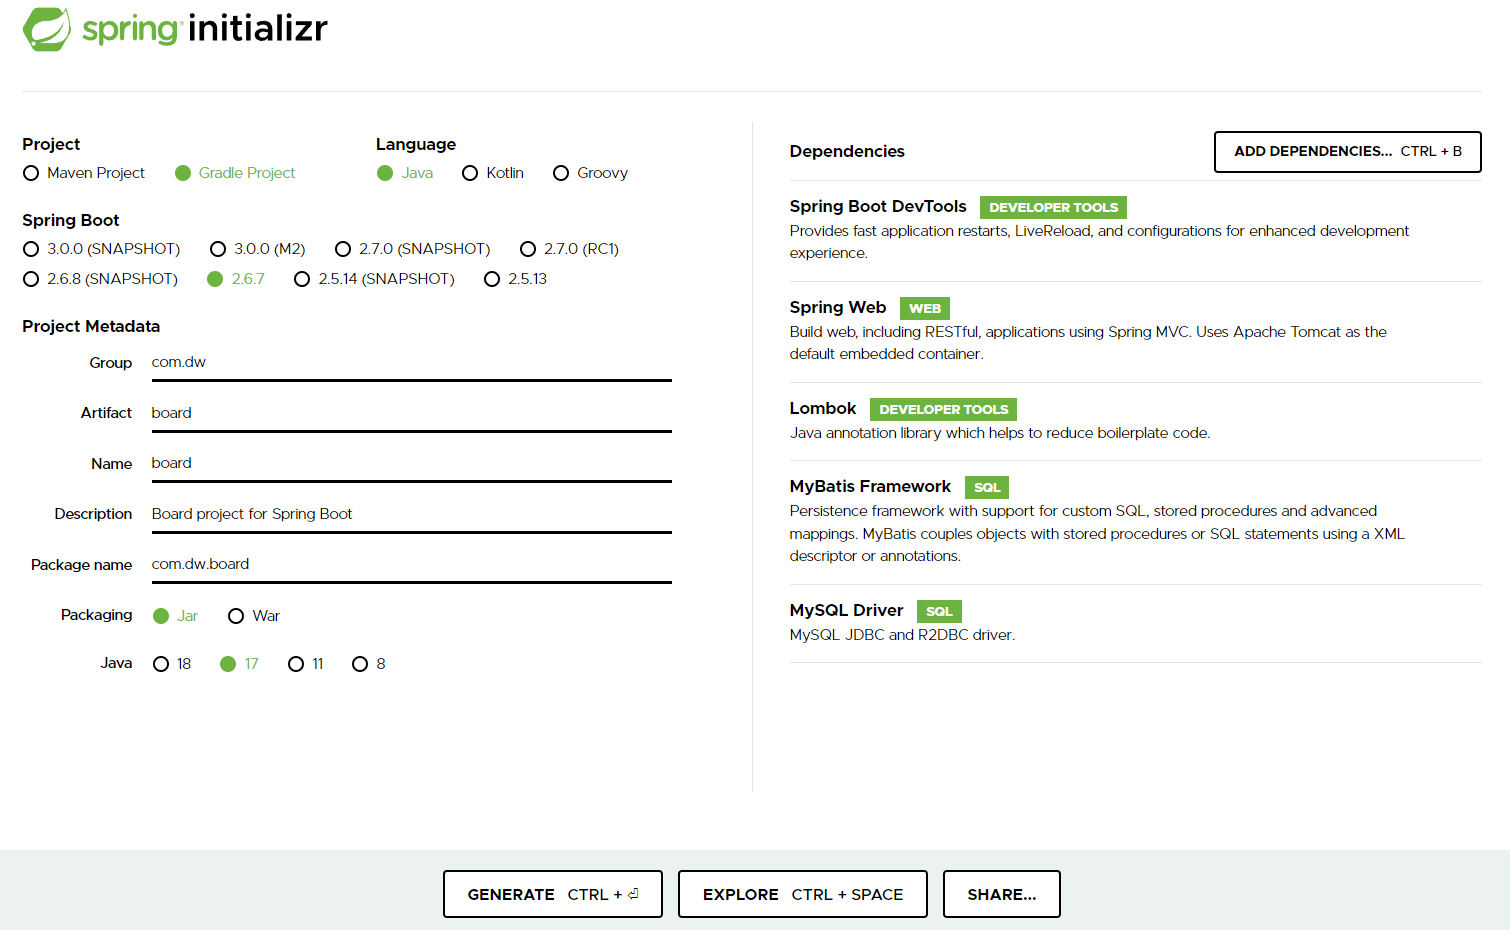 spring initializr
Project
Maven Project
Gradle Project
Language
Java
Kotlin
Groovy
Spring Boot
3.0.0 (SNAPSHOT)
3.0.0 (M2)
2.7.0 (SNAPSHOT)
2.7.0 (RC1)
2.6.8 (SNAPSHOT)
2.6.7
2.5.14 (SNAPSHOT)
2.5.13
Project Metadata
Group com.dw
Artifact board
Name board
Description Board project for Spring Boot
Package name com.dw.board
Packaging Jar War
Java 18 17 11 8
Dependencies
ADD DEPENDENCIES... CTRL + B
Spring Boot DevTools DEVELOPER TOOLS
Provides fast application restarts, LiveReload, and configurations for enhanced development
experience.
Spring Web WEB
Build web, including RESTful, applications using Spring MVC. Uses Apache Tomcat as the
default embedded container.
Lombok DEVELOPER TOOLS
Java annotation library which helps to reduce boilerplate code.
MyBatis Framework SQL
Persistence framework with support for custom SQL, stored procedures and advanced
mappings. MyBatis couples objects with stored procedures or SQL statements using a XML
descriptor or annotations.
MySQL Driver SQL
MySQL JDBC and R2DBC driver.
GENERATE CTRL + ⏎
EXPLORE CTRL + SPACE
SHARE...